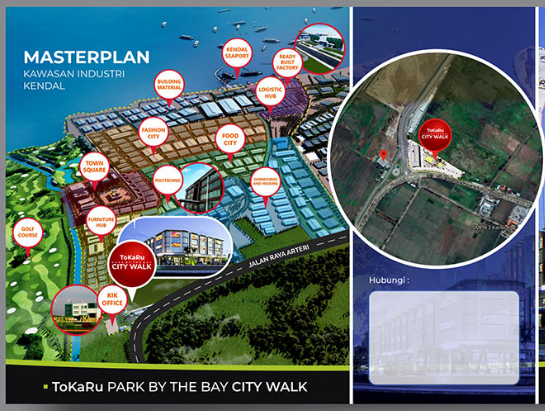 MASTERPLAN
KAWASAN INDUSTRI
KENDAL
KENDAL
SEAPORT
READY
BUILT
FACTORY
BUILDING
MATERIAL
LOGISTIC
HUB
FASHION
CITY
FOOD
CITY
TOWN
SQUARE
POLYTECHNIC
DORMITORIES
AND HOUSING
FURNITURE
HUB
GOLF
COURSE
ToKaRu
CITY WALK
JALAN RAYA ARTERI
KIK
OFFICE
▪ ToKaRu PARK BY THE BAY CITY WALK
ToKaRu
CITY WALK
Hubungi :